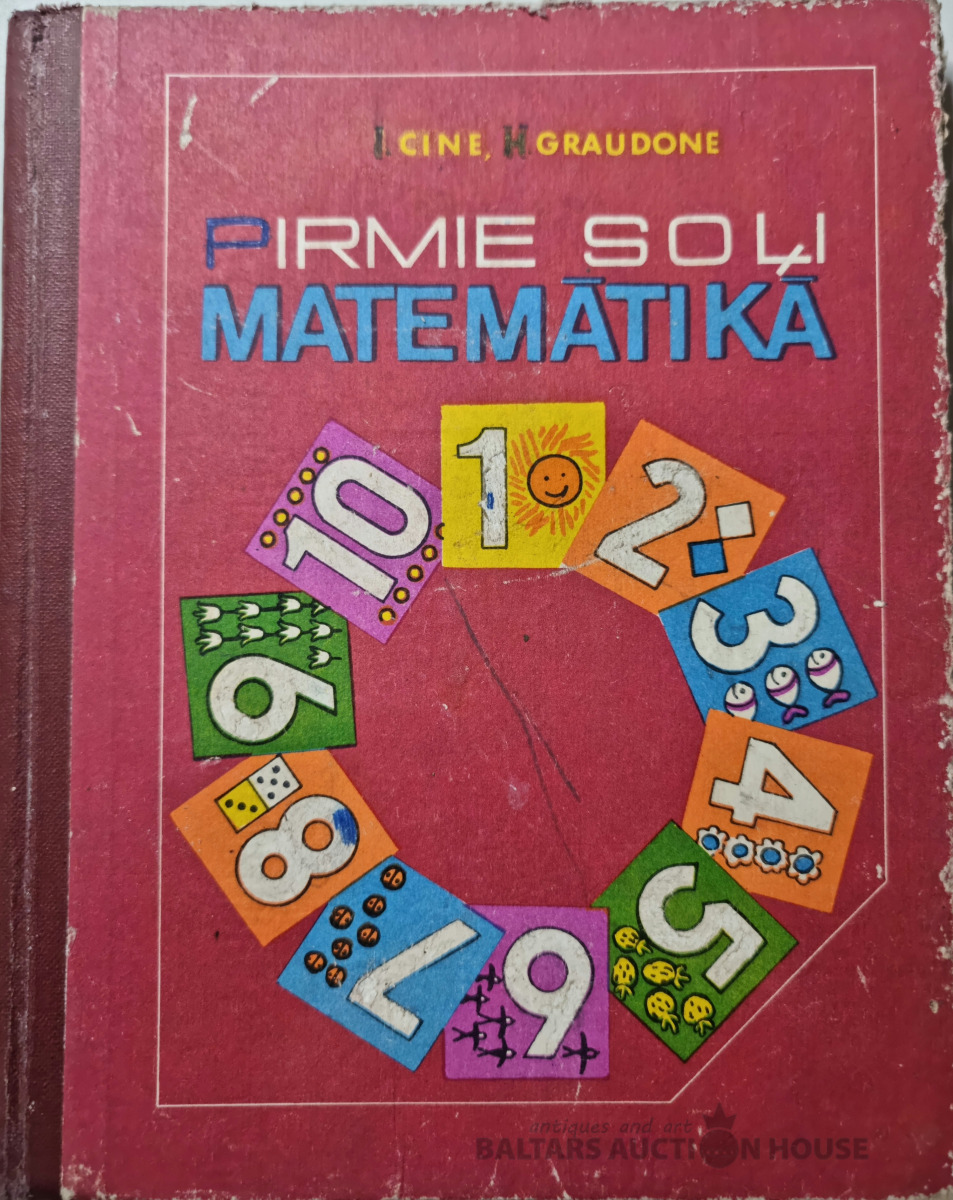 I. CINE, H. GRAUDONE
PIRMIE SOĻI
MATEMĀTIKĀ
1
2
3
4
5
6
7
8
9
10
antiques and art
BALTARS AUCTION HOUSE